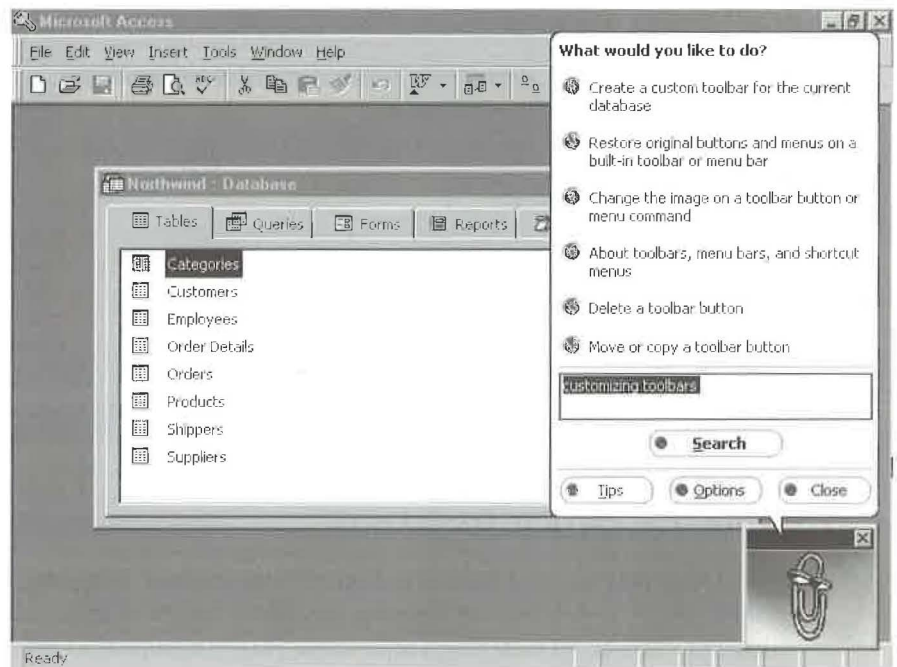 Microsoft Access
File Edit View Insert Tools Window Help
Northwind : Database
Tables Queries Forms Reports
Categories
Customers
Employees
Order Details
Orders
Products
Shippers
Suppliers
What would you like to do?
Create a custom toolbar for the current
database
Restore original buttons and menus on a
built-in toolbar or menu bar
Change the image on a toolbar button or
menu command
About toolbars, menu bars, and shortcut
menus
Delete a toolbar button
Move or copy a toolbar button
customizing toolbars
Search
Tips Options Close
Ready